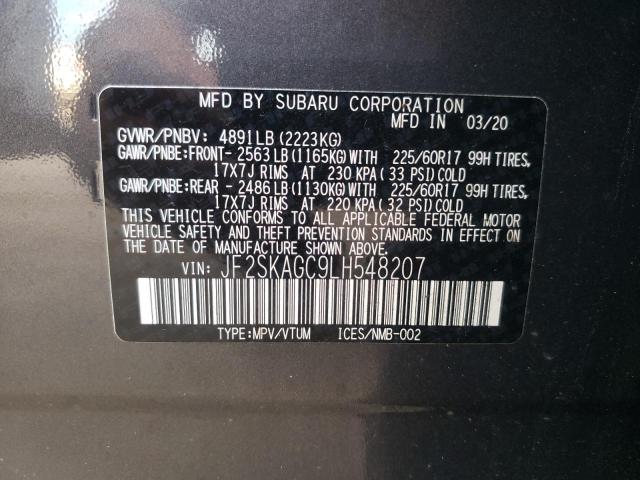 MFD BY SUBARU CORPORATION
MFD IN 03/20
GVWR/PNBV: 4891LB (2223KG)
GAWR/PNBE: FRONT- 2563 LB (1165KG) WITH 225/60R17 99H TIRES,
17X7J RIMS AT 230 KPA ( 33 PSI) COLD
GAWR/PNBE: REAR - 2486 LB (1130KG) WITH 225/60R17 99H TIRES,
17X7J RIMS AT 220 KPA ( 32 PSI) COLD
THIS VEHICLE CONFORMS TO ALL APPLICABLE FEDERAL MOTOR
VEHICLE SAFETY AND THEFT PREVENTION STANDARDS IN EFFECT ON
THE DATE OF MANUFACTURE SHOWN ABOVE.
VIN: JF2SKAGC9LH548207
TYPE:MPV/VTUM ICES/NMB-002